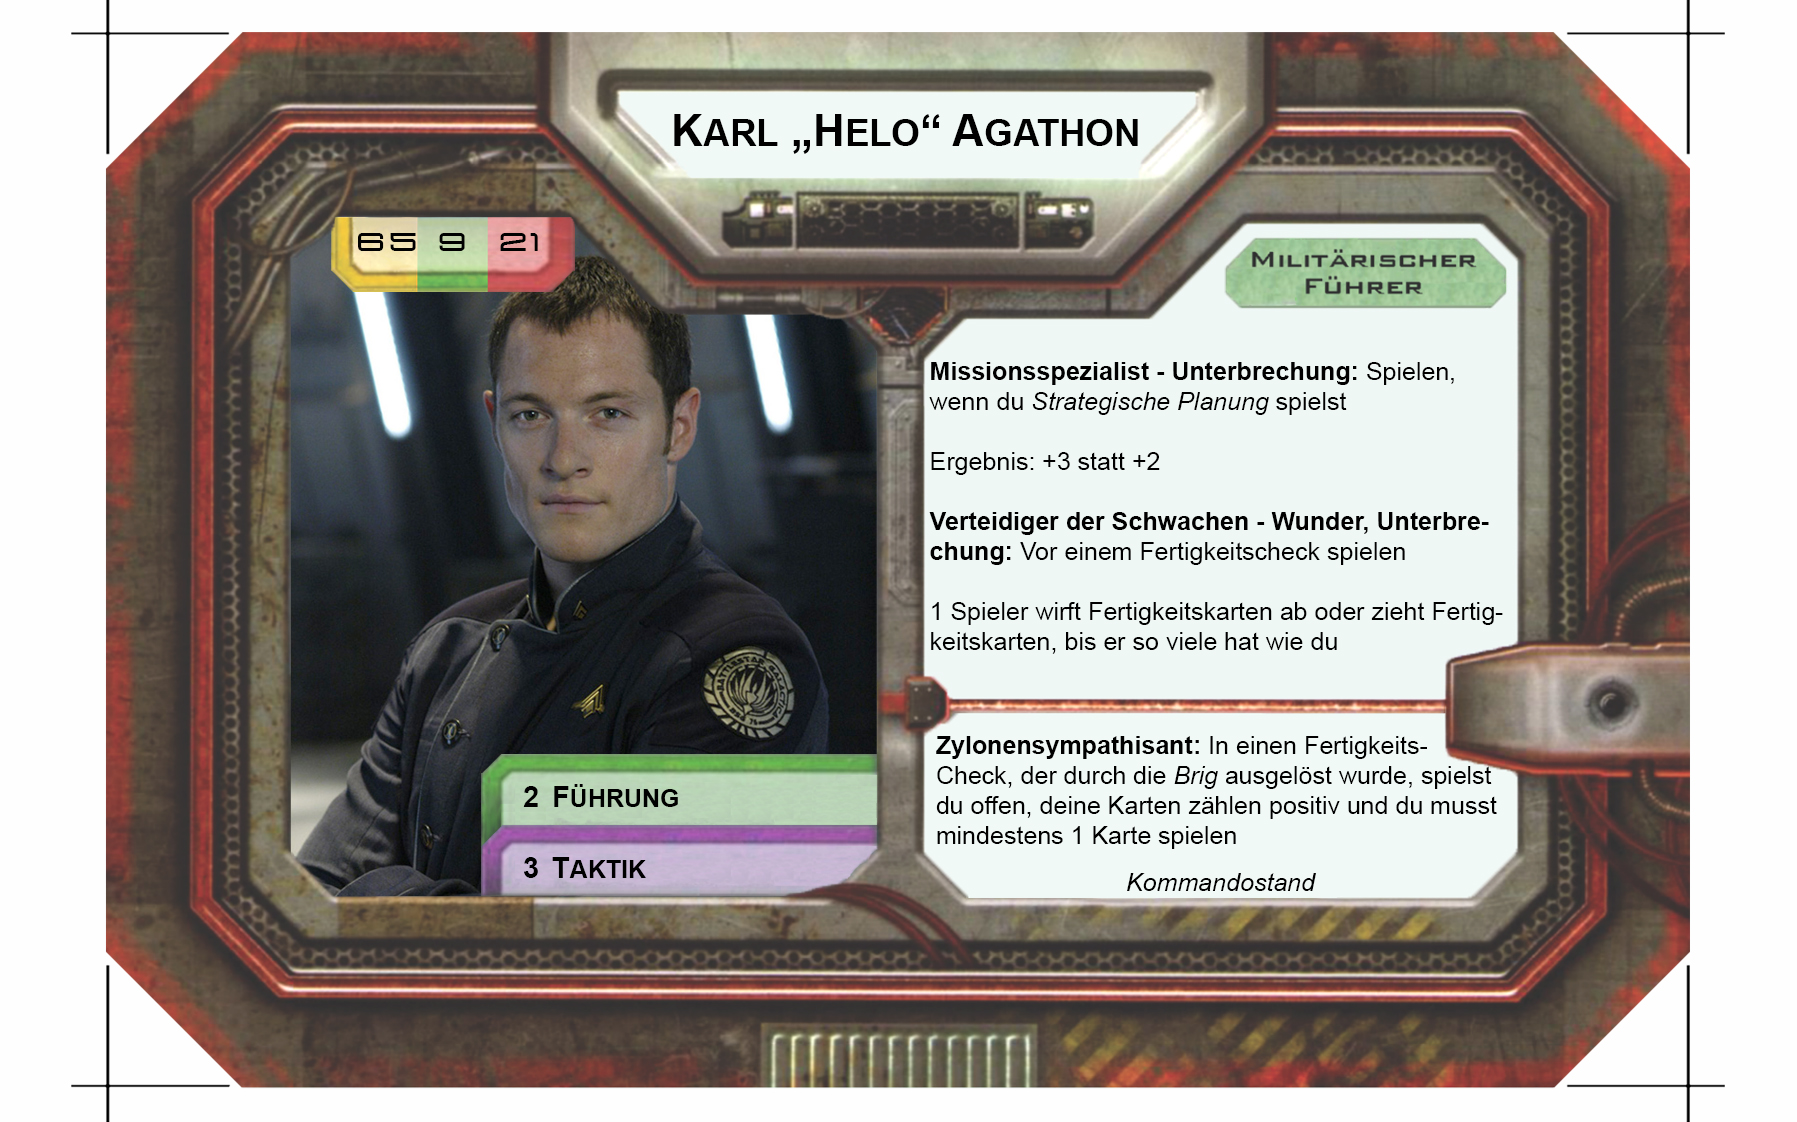 KARL „HELO“ AGATHON
65 9 21
MILITÄRISCHER
FÜHRER
Missionsspezialist - Unterbrechung: Spielen,
wenn du Strategische Planung spielst
Ergebnis: +3 statt +2
Verteidiger der Schwachen - Wunder, Unterbre-
chung: Vor einem Fertigkeitscheck spielen
1 Spieler wirft Fertigkeitskarten ab oder zieht Fertig-
keitskarten, bis er so viele hat wie du
Zylonensympathisant: In einen Fertigkeits-
Check, der durch die Brig ausgelöst wurde, spielst
du offen, deine Karten zählen positiv und du musst
mindestens 1 Karte spielen
Kommandostand
BATTLESTAR GALACTICA
2 FÜHRUNG
3 TAKTIK